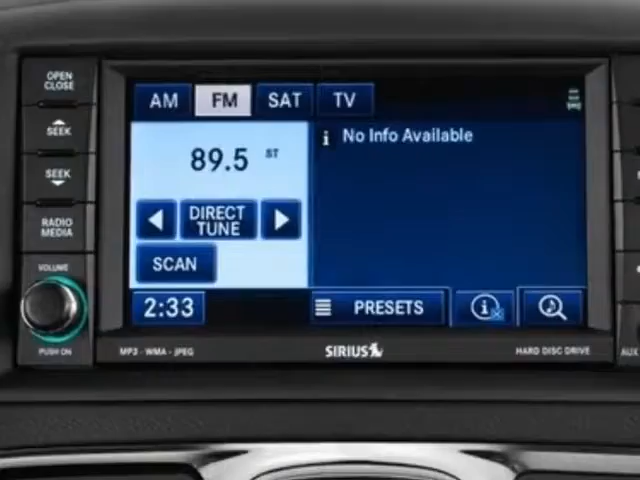 OPEN
CLOSE
SEEK
SEEK
RADIO
MEDIA
VOLUME
PUSH ON
AM FM SAT TV
89.5 ST
DIRECT
TUNE
SCAN
2:33
i No Info Available
PRESETS
i
MP3 · WMA · JPEG
SIRIUS
HARD DISC DRIVE
AUX